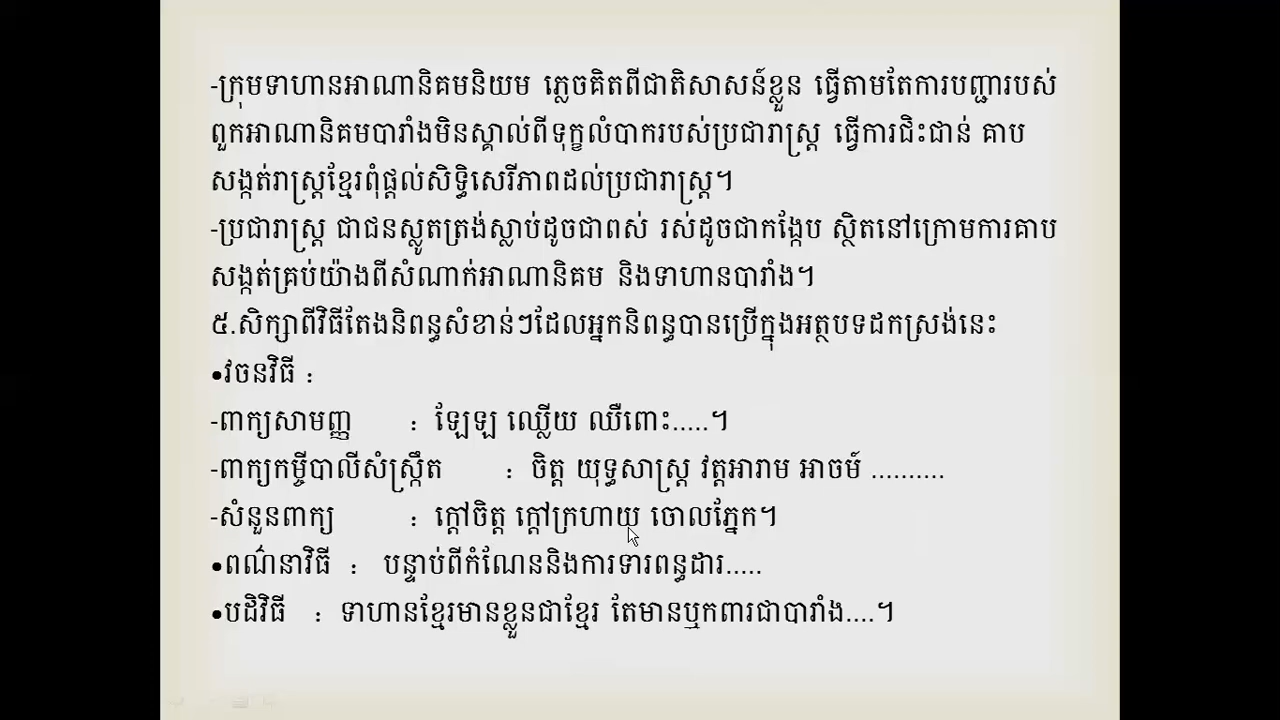 -ក្រុមទាហានអាណានិគមនិយម ភ្លេចគិតពីជាតិសាសន៍ខ្លួន ធ្វើតាមតែការបញ្ជារបស់
ពួកអាណានិគមបារាំងមិនស្គាល់ពីទុក្ខលំបាករបស់ប្រជារាស្ត្រ ធ្វើការជិះជាន់ គាប
សង្កត់រាស្ត្រខ្មែរពុំផ្តល់សិទ្ធិសេរីភាពដល់ប្រជារាស្ត្រ។
-ប្រជារាស្ត្រ ជាជនស្លូតត្រង់ស្លាប់ដូចជាពស់ រស់ដូចជាកង្កែប ស្ថិតនៅក្រោមការគាប
សង្កត់គ្រប់យ៉ាងពីសំណាក់អាណានិគម និងទាហានបារាំង។
៥.សិក្សាពីវិធីតែងនិពន្ធសំខាន់ៗដែលអ្នកនិពន្ធបានប្រើក្នុងអត្ថបទដកស្រង់នេះ
•វចនវិធី :
-ពាក្យសាមញ្ញ : ឡែឡ ឈ្លើយ ឈឺពោះ.....។
-ពាក្យកម្ចីបាលីសំស្ក្រឹត : ចិត្ត យុទ្ធសាស្ត្រ វត្តអារាម អាចម៍ ..........
-សំនួនពាក្យ : ក្តៅចិត្ត ក្តៅក្រហាយ ចោលភ្នែក។
•ពណ៌នាវិធី : បន្ទាប់ពីកំណែននិងការទារពន្ធដារ.....
•បដិវិធី : ទាហានខ្មែរមានខ្លួនជាខ្មែរ តែមានឬកពារជាបារាំង....។